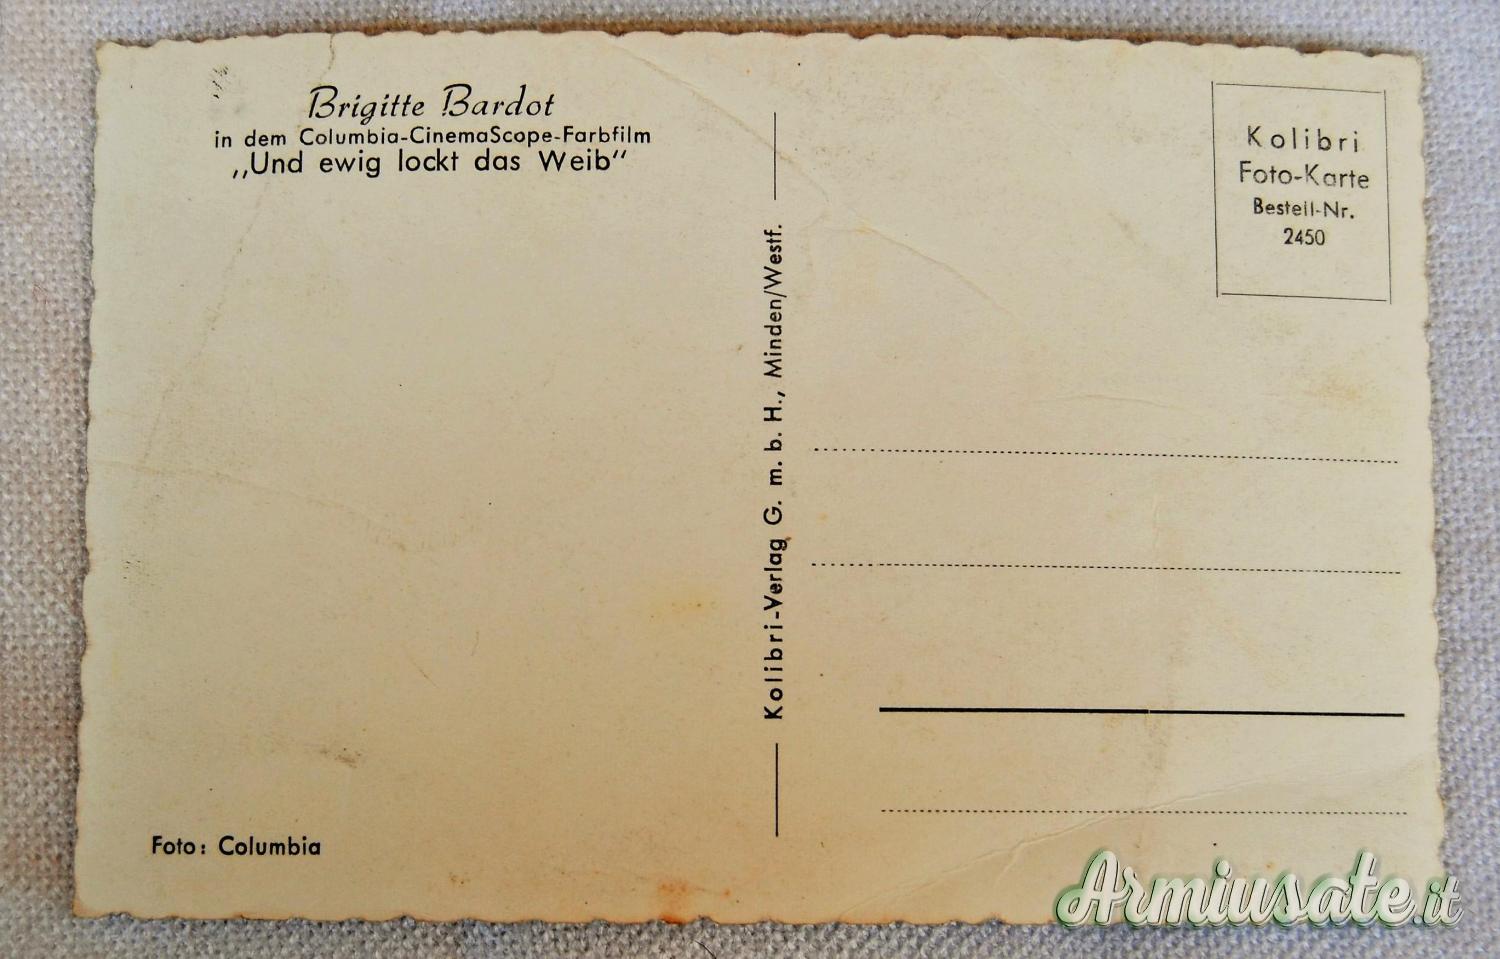 Brigitte Bardot
in dem Columbia-CinemaScope-Farbfilm
„Und ewig lockt das Weib“
Foto: Columbia
Kolibri-Verlag G. m. b. H., Minden/Westf.
Kolibri
Foto-Karte
Bestell-Nr.
2450
Armiusate.it